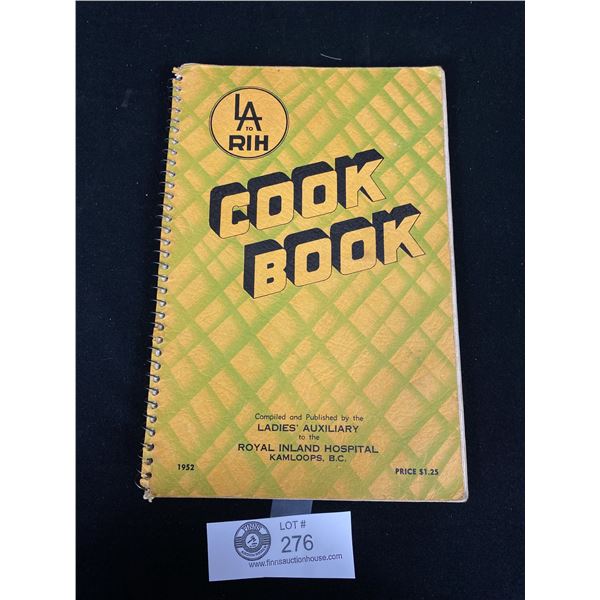 LA
TO
RIH
COOK
BOOK
Compiled and Published by the
LADIES' AUXILIARY
to the
ROYAL INLAND HOSPITAL
KAMLOOPS, B.C.
1952
PRICE $1.25
LOT #
276
www.finnsauctionhouse.com